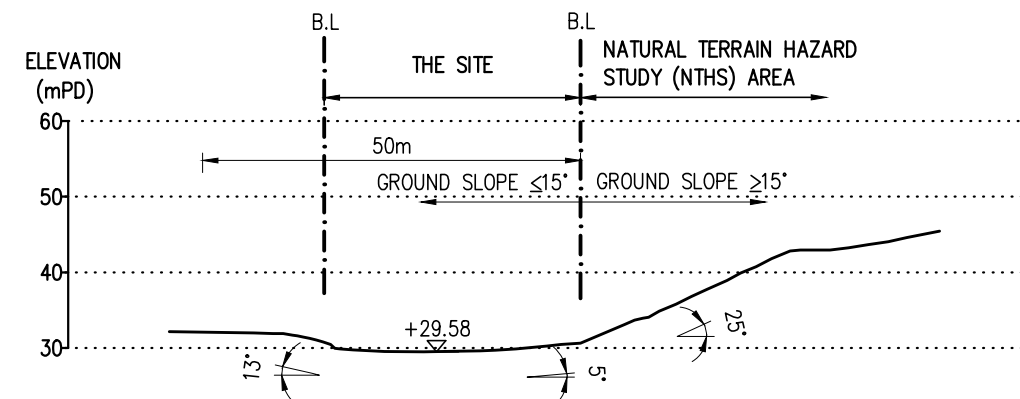 B.L
B.L
ELEVATION
(mPD)
THE SITE
NATURAL TERRAIN HAZARD
STUDY (NTHS) AREA
60
50m
GROUND SLOPE ≤15°
GROUND SLOPE ≥15°
50
40
+29.58
30
13°
5°
25°